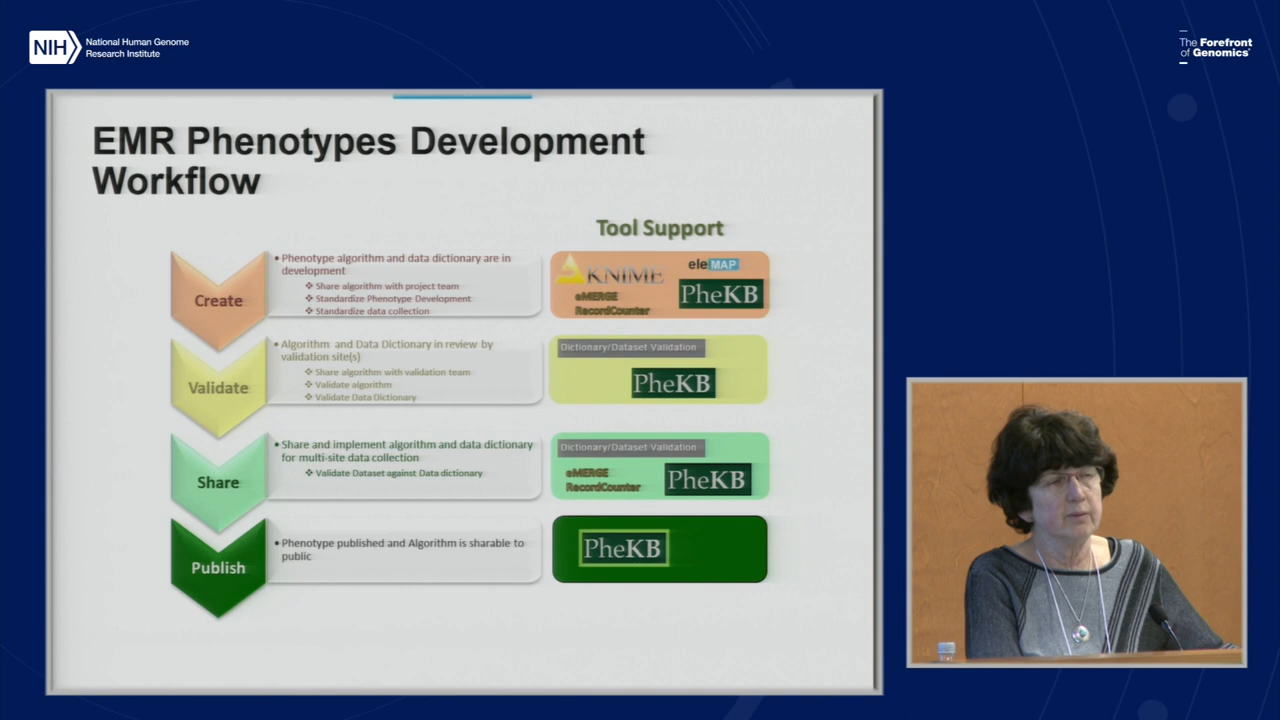 NIH
National Human Genome
Research Institute
The Forefront
of Genomics®
EMR Phenotypes Development
Workflow
Tool Support
Create
• Phenotype algorithm and data dictionary are in
development
❖ Share algorithm with project team
❖ Standardize Phenotype Development
❖ Standardize data collection
KNIME
eleMAP
eMERGE
RecordCounter
PheKB
Validate
• Algorithm and Data Dictionary in review by
validation site(s)
❖ Share algorithm with validation team
❖ Validate algorithm
❖ Validate Data Dictionary
Dictionary/Dataset Validation
PheKB
Share
• Share and implement algorithm and data dictionary
for multi-site data collection
❖ Validate Dataset against Data dictionary
Dictionary/Dataset Validation
eMERGE
RecordCounter
PheKB
Publish
• Phenotype published and Algorithm is sharable to
public
PheKB